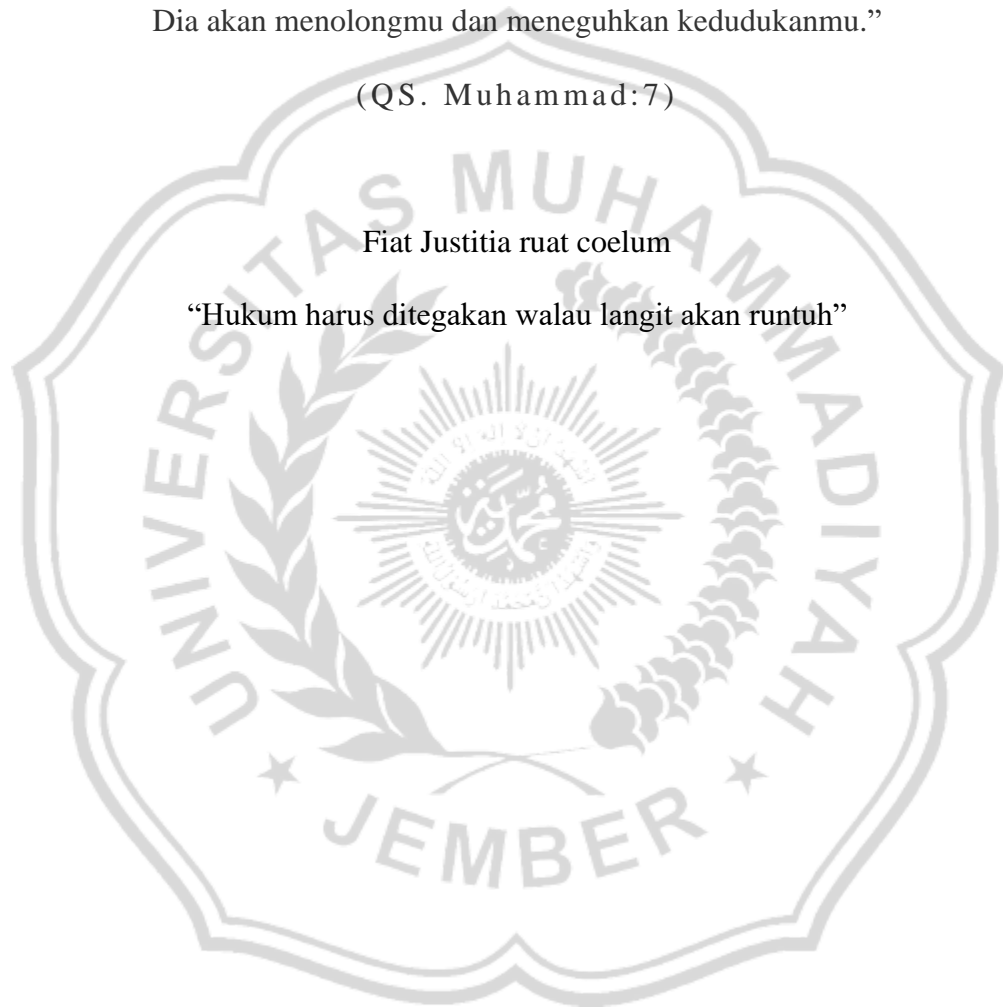 Dia akan menolongmu dan meneguhkan kedudukanmu.”
(QS. Muhammad:7)
Fiat Justitia ruat coelum
“Hukum harus ditegakan walau langit akan runtuh”
UNIVERSITAS MUHAMMADIYAH
JEMBER